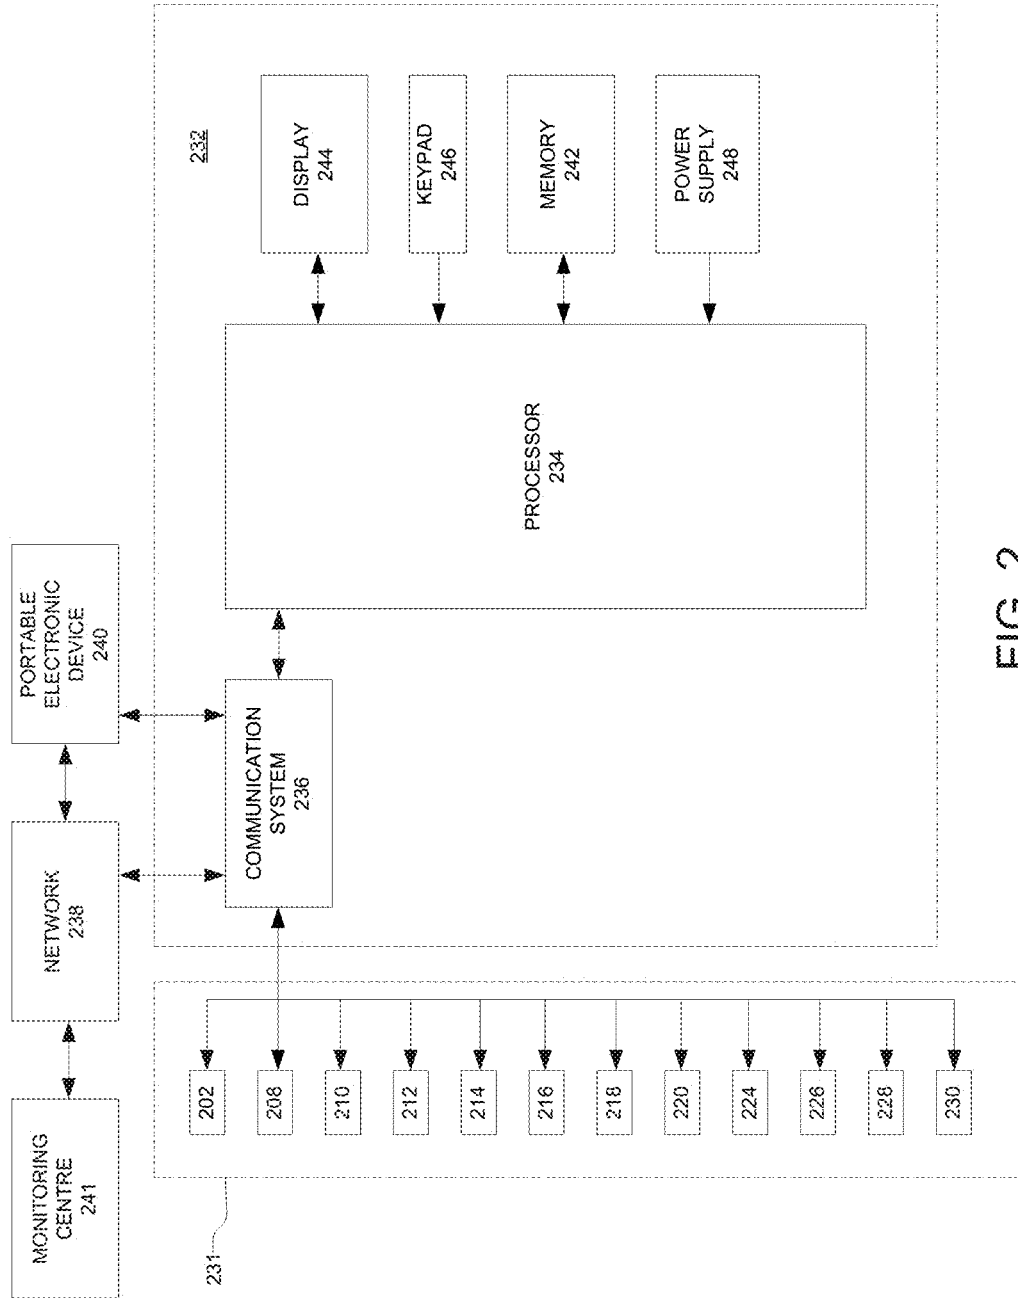 MONITORING
CENTRE
241
NETWORK
238
PORTABLE
ELECTRONIC
DEVICE
240
232
231
202
208
210
212
214
216
218
220
224
226
228
230
COMMUNICATION
SYSTEM
236
PROCESSOR
234
DISPLAY
244
KEYPAD
246
MEMORY
242
POWER
SUPPLY
248
FIG. 2